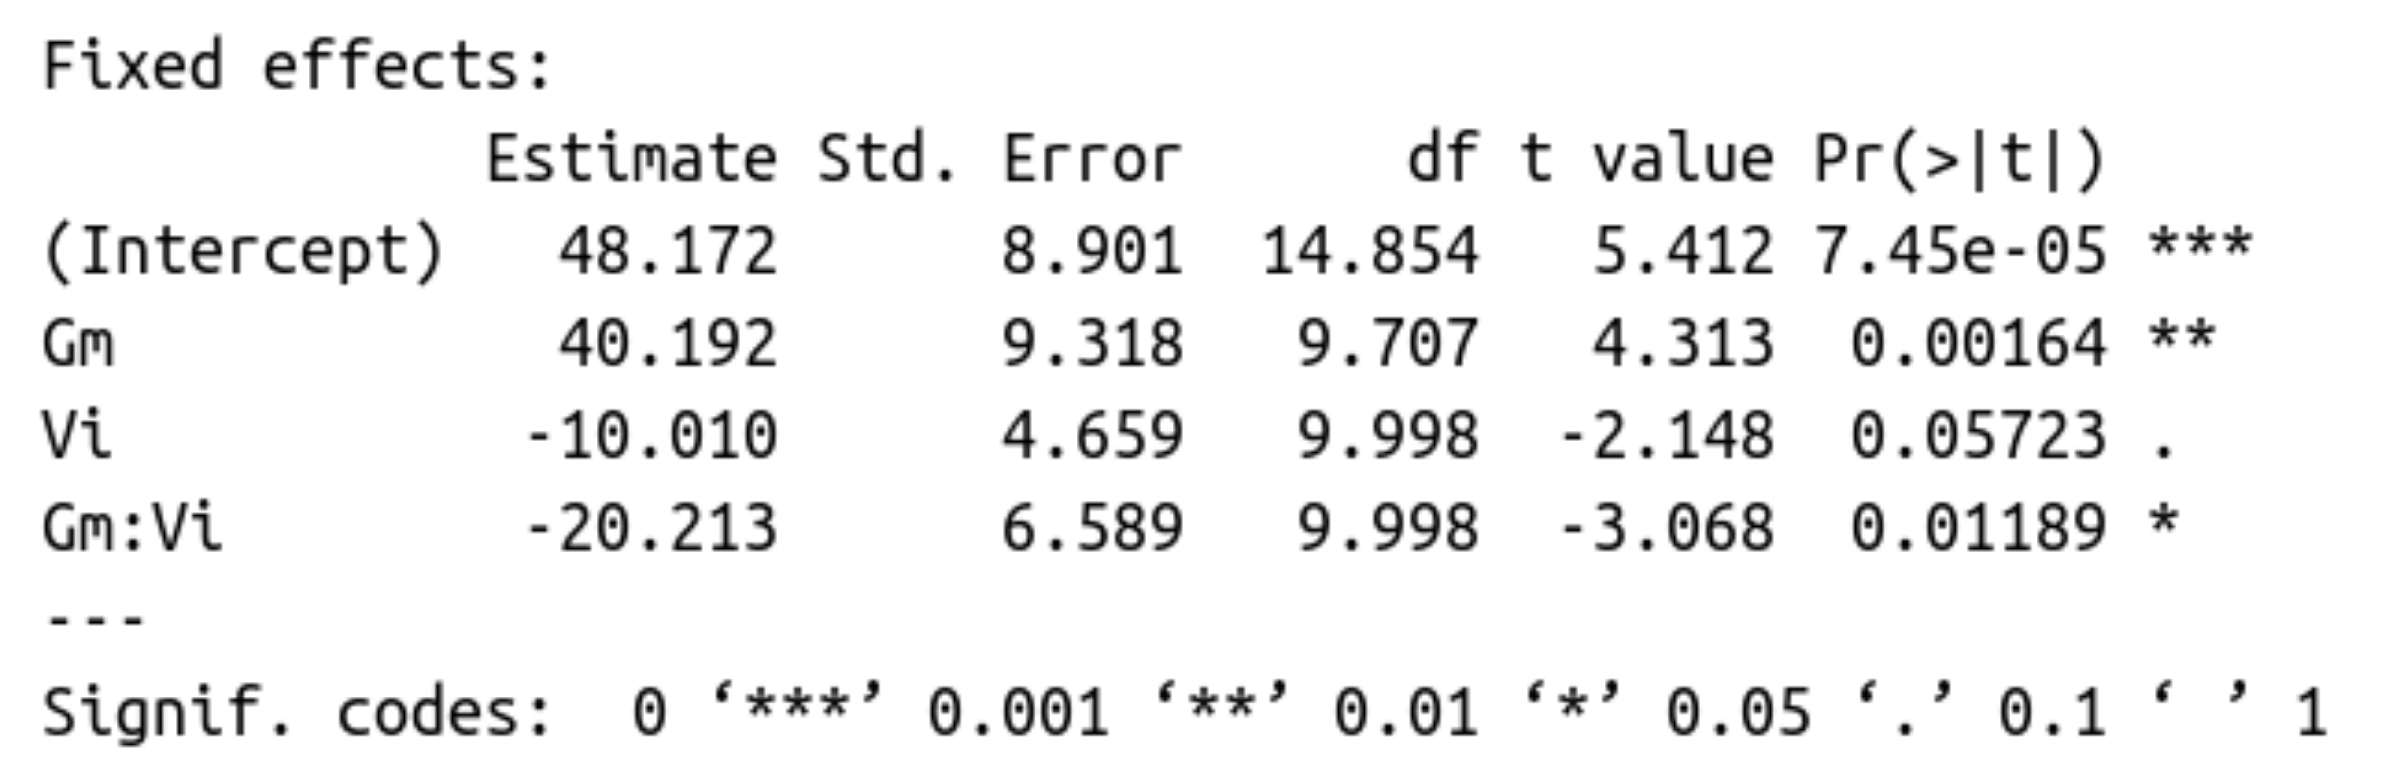 Fixed effects:
            Estimate Std. Error      df t value Pr(>|t|)
(Intercept)   48.172      8.901  14.854   5.412 7.45e-05 ***
Gm            40.192      9.318   9.707   4.313  0.00164 **
Vi           -10.010      4.659   9.998  -2.148  0.05723 .
Gm:Vi        -20.213      6.589   9.998  -3.068  0.01189 *
---
Signif. codes:  0 ‘***’ 0.001 ‘**’ 0.01 ‘*’ 0.05 ‘.’ 0.1 ‘ ’ 1